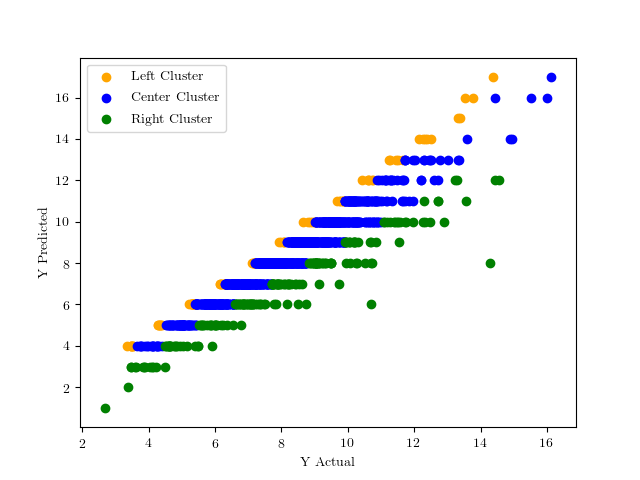 Left Cluster
Center Cluster
Right Cluster
16
14
12
10
8
6
4
2
Y Predicted
2 4 6 8 10 12 14 16
Y Actual